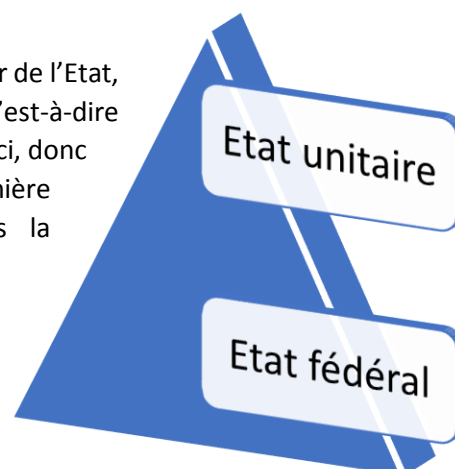 r de l’Etat,
’est-à-dire
ci, donc
nière
s la
Etat unitaire
Etat fédéral